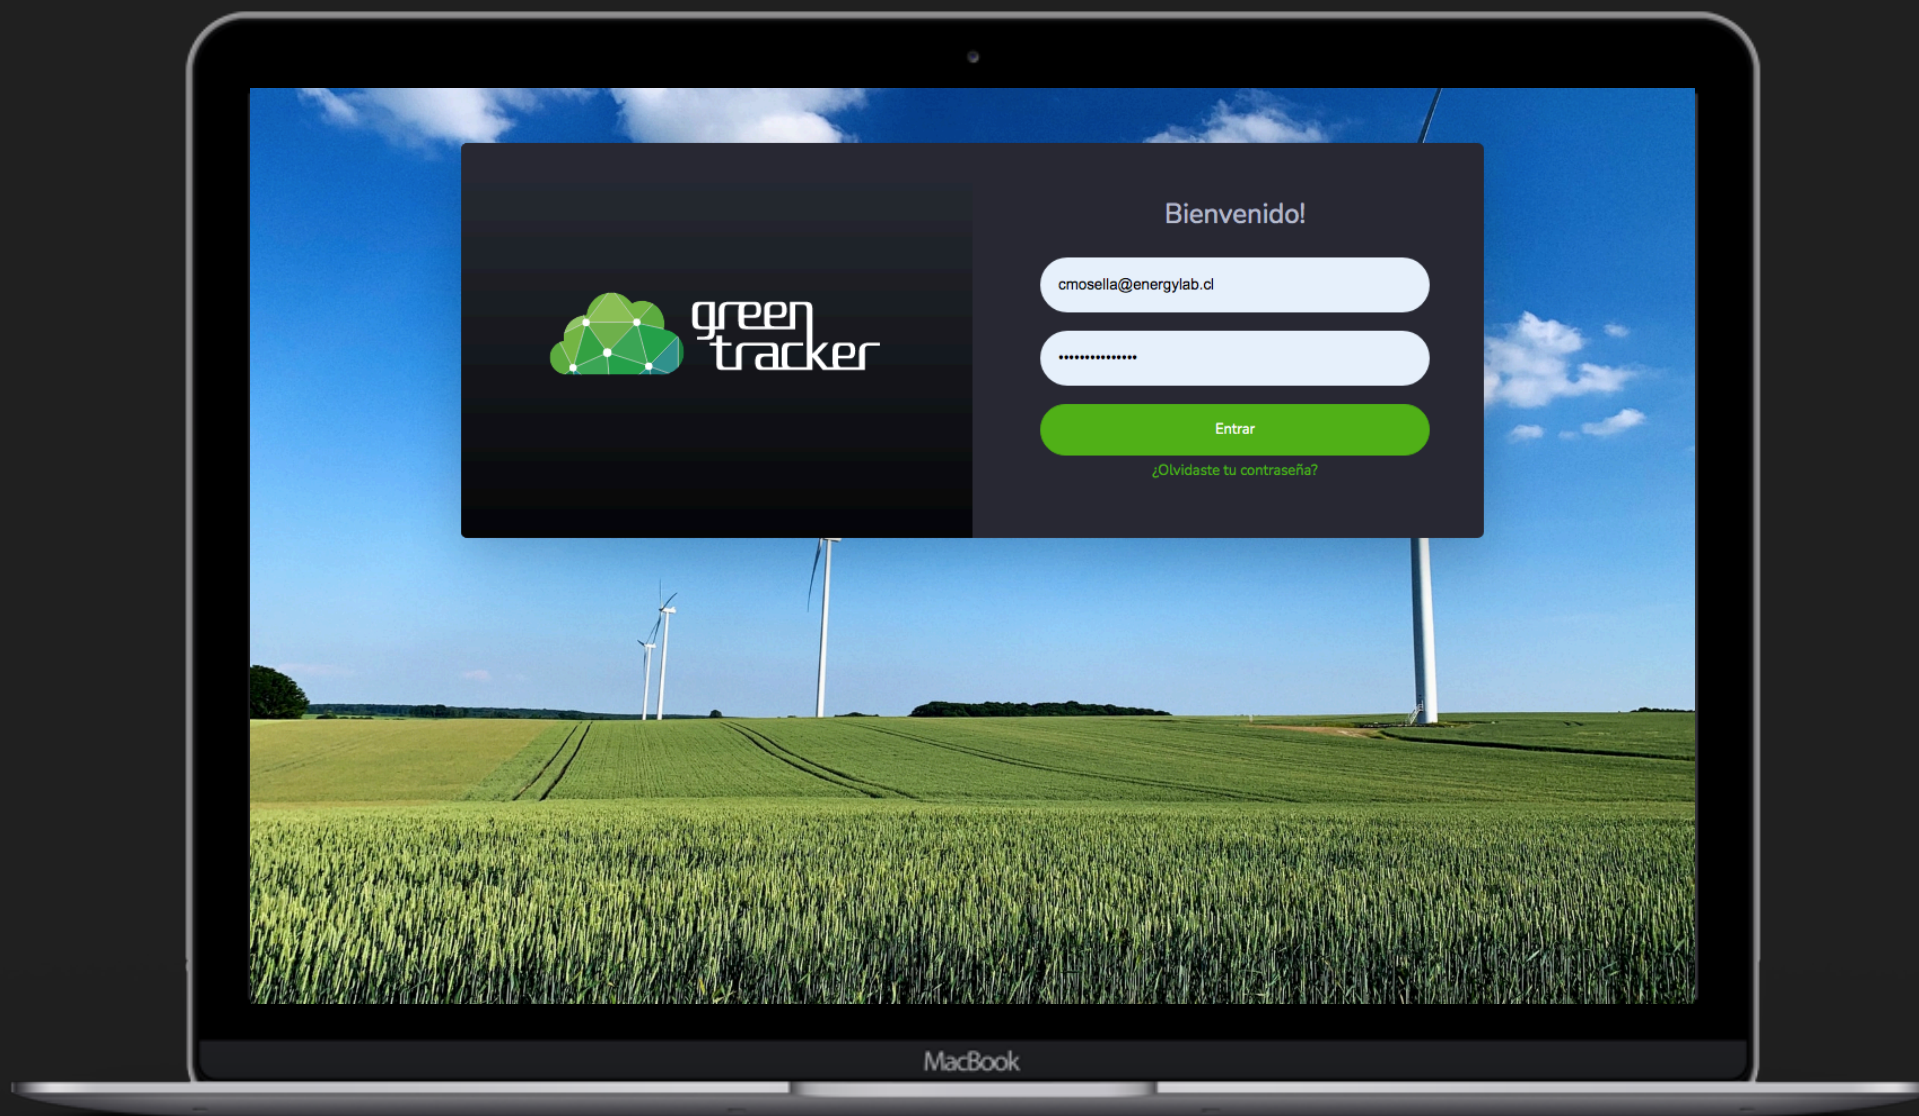 green
tracker
Bienvenido!
cmosella@energylab.cl
•••••••••••••••
Entrar
¿Olvidaste tu contraseña?
MacBook